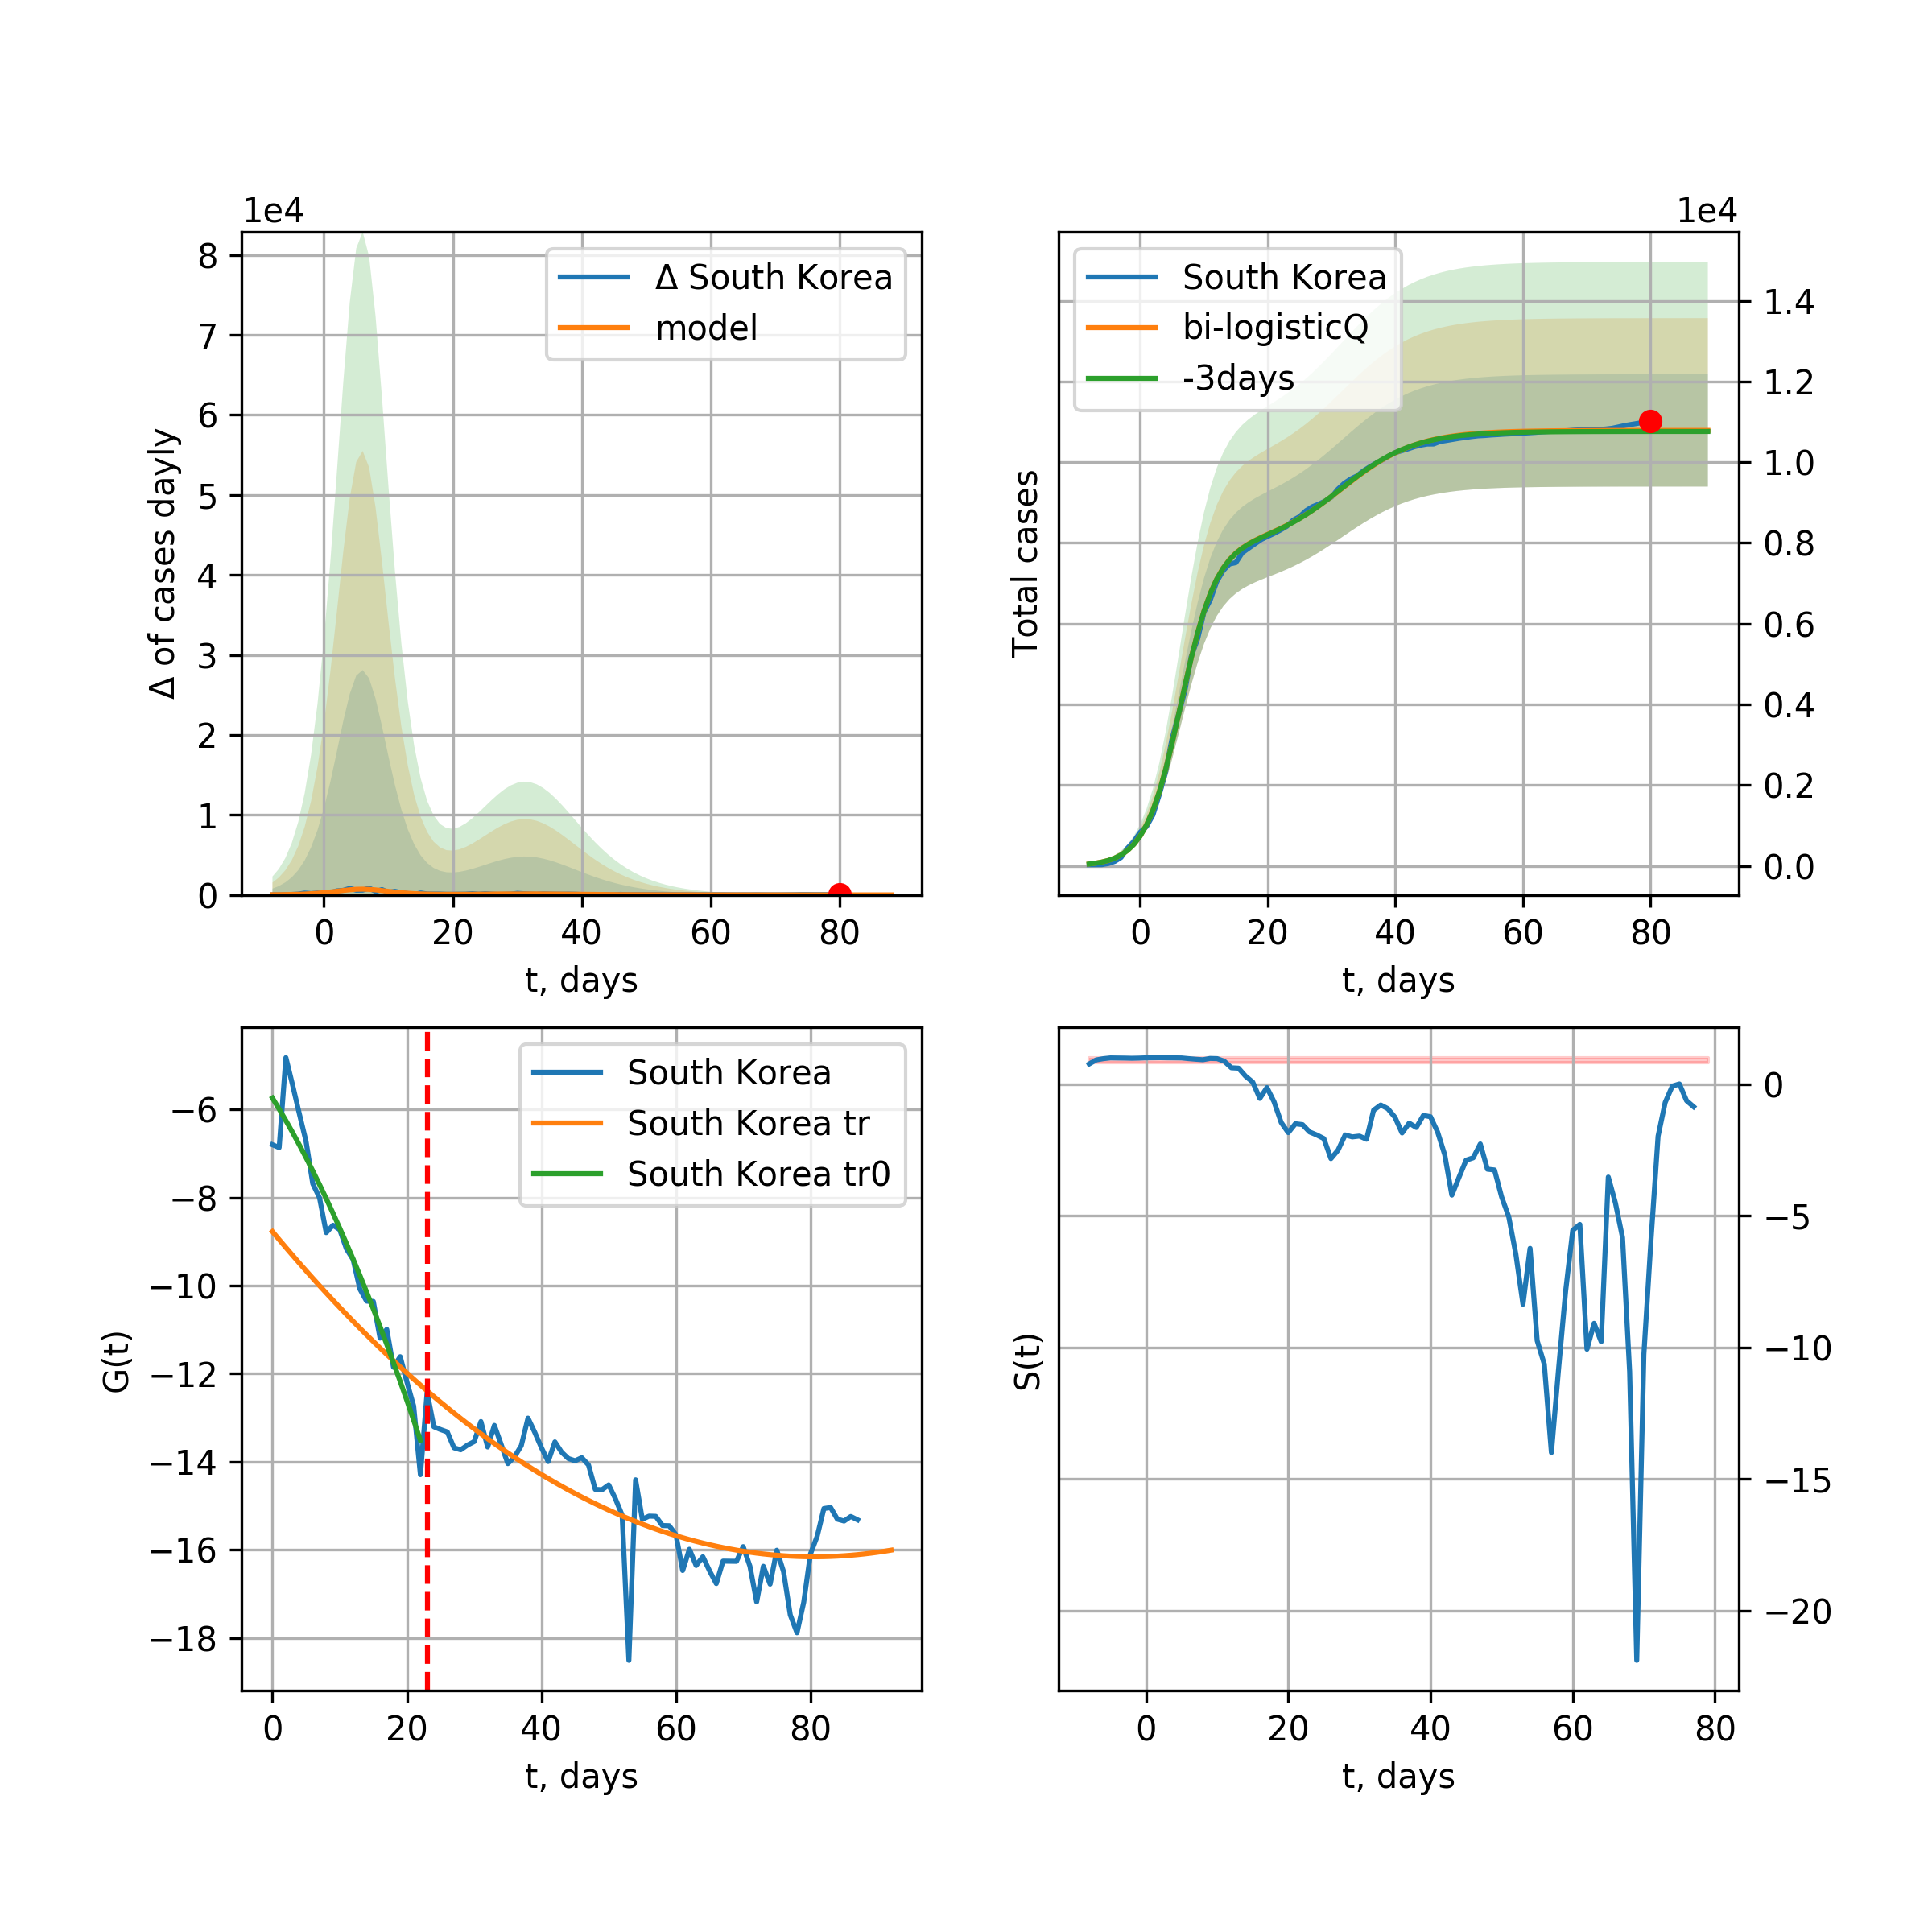 1e4
Δ South Korea
model
8
7
6
5
4
3
2
1
0
Δ of cases dayly
0 20 40 60 80
t, days
1e4
South Korea
bi-logisticQ
-3days
1.4
1.2
1.0
0.8
0.6
0.4
0.2
0.0
Total cases
0 20 40 60 80
t, days
South Korea
South Korea tr
South Korea tr0
−6
−8
−10
−12
−14
−16
−18
G(t)
0 20 40 60 80
t, days
0
−5
−10
−15
−20
S(t)
0 20 40 60 80
t, days